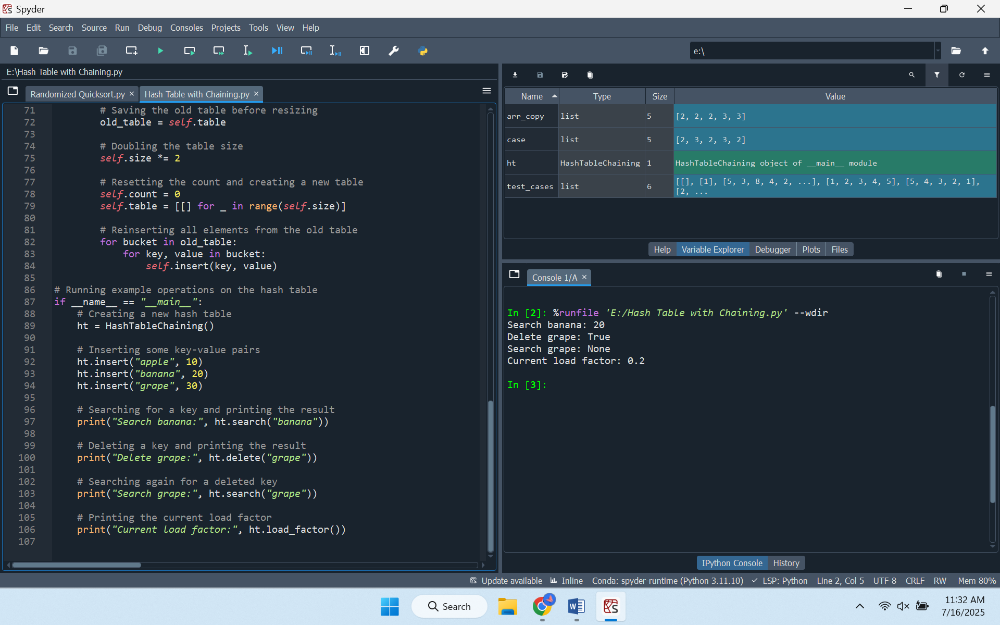 Spyder
File Edit Search Source Run Debug Consoles Projects Tools View Help
e:\
E:\Hash Table with Chaining.py
Randomized Quicksort.py
Hash Table with Chaining.py
71         # Saving the old table before resizing
72         old_table = self.table
73
74         # Doubling the table size
75         self.size *= 2
76
77         # Resetting the count and creating a new table
78         self.count = 0
79         self.table = [[] for _ in range(self.size)]
80
81         # Reinserting all elements from the old table
82         for bucket in old_table:
83             for key, value in bucket:
84                 self.insert(key, value)
85
86 # Running example operations on the hash table
87 if __name__ == "__main__":
88     # Creating a new hash table
89     ht = HashTableChaining()
90
91     # Inserting some key-value pairs
92     ht.insert("apple", 10)
93     ht.insert("banana", 20)
94     ht.insert("grape", 30)
95
96     # Searching for a key and printing the result
97     print("Search banana:", ht.search("banana"))
98
99     # Deleting a key and printing the result
100     print("Delete grape:", ht.delete("grape"))
101
102     # Searching again for a deleted key
103     print("Search grape:", ht.search("grape"))
104
105     # Printing the current load factor
106     print("Current load factor:", ht.load_factor())
107
Name Type Size Value
arr_copy list 5 [2, 2, 2, 3, 3]
case list 5 [2, 3, 2, 3, 2]
ht HashTableChaining 1 HashTableChaining object of __main__ module
test_cases list 6 [[], [1], [5, 3, 8, 4, 2, ...], [1, 2, 3, 4, 5], [5, 4, 3, 2, 1],
[2, ...
Help Variable Explorer Debugger Plots Files
Console 1/A
In [2]: %runfile 'E:/Hash Table with Chaining.py' --wdir
Search banana: 20
Delete grape: True
Search grape: None
Current load factor: 0.2
In [3]:
IPython Console History
Update available Inline Conda: spyder-runtime (Python 3.11.10) LSP: Python Line 2, Col 5 UTF-8 CRLF RW Mem 80%
Search
11:32 AM
7/16/2025